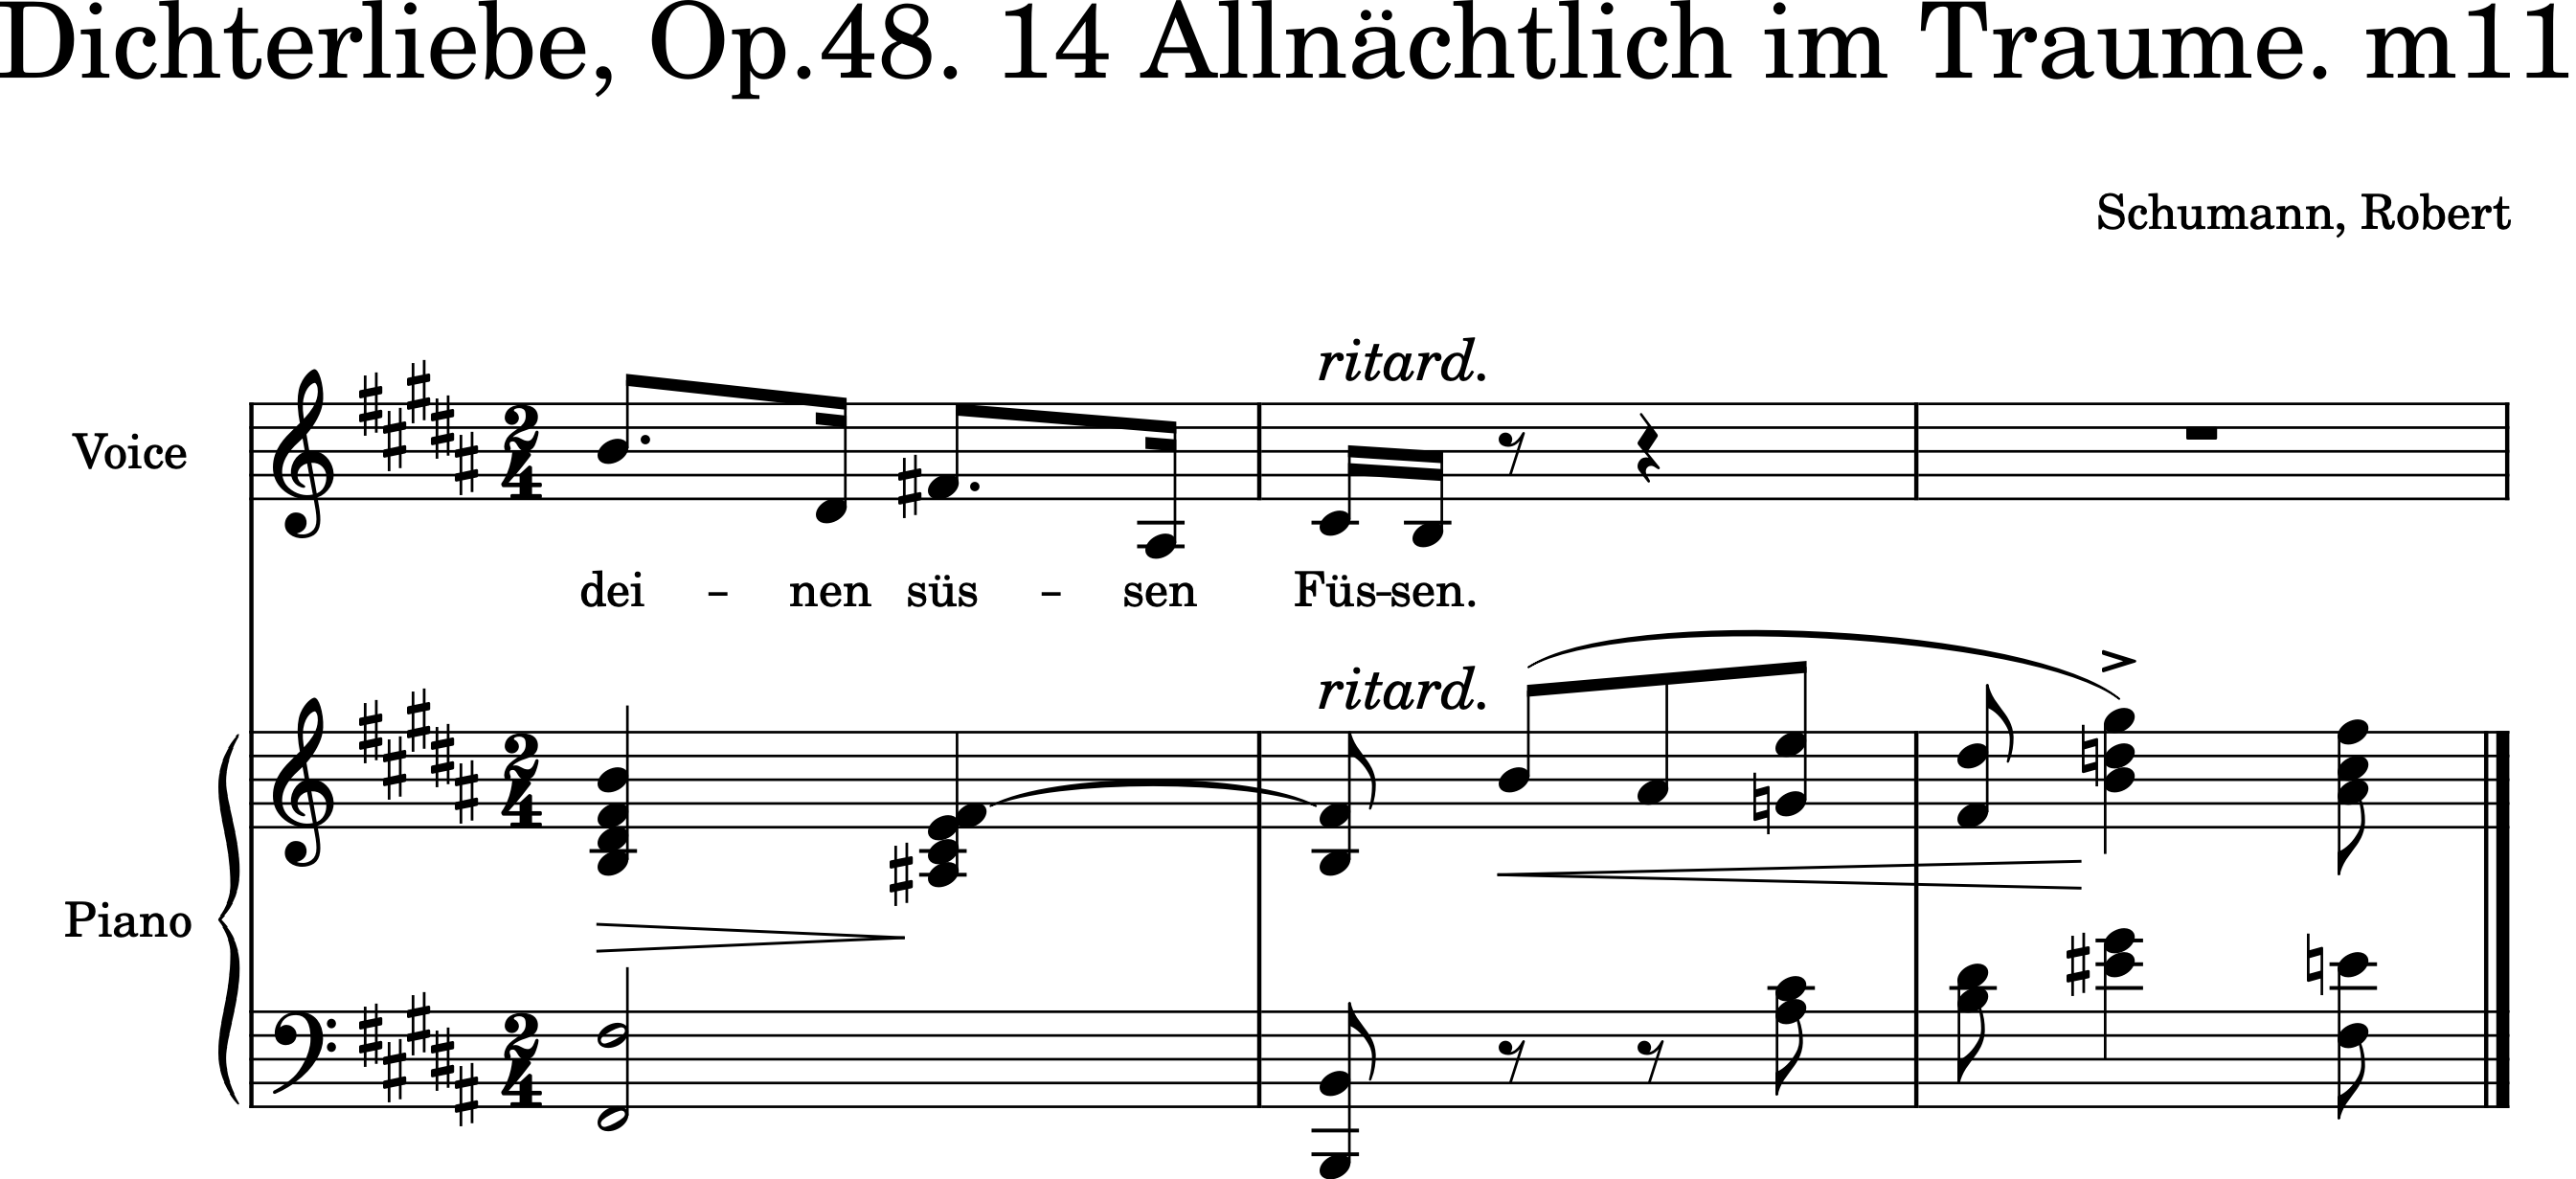 Dichterliebe, Op.48. 14 Allnächtlich im Traume. m11
Schumann, Robert
ritard.
Voice
dei – nen süs – sen Füs–sen.
ritard.
Piano